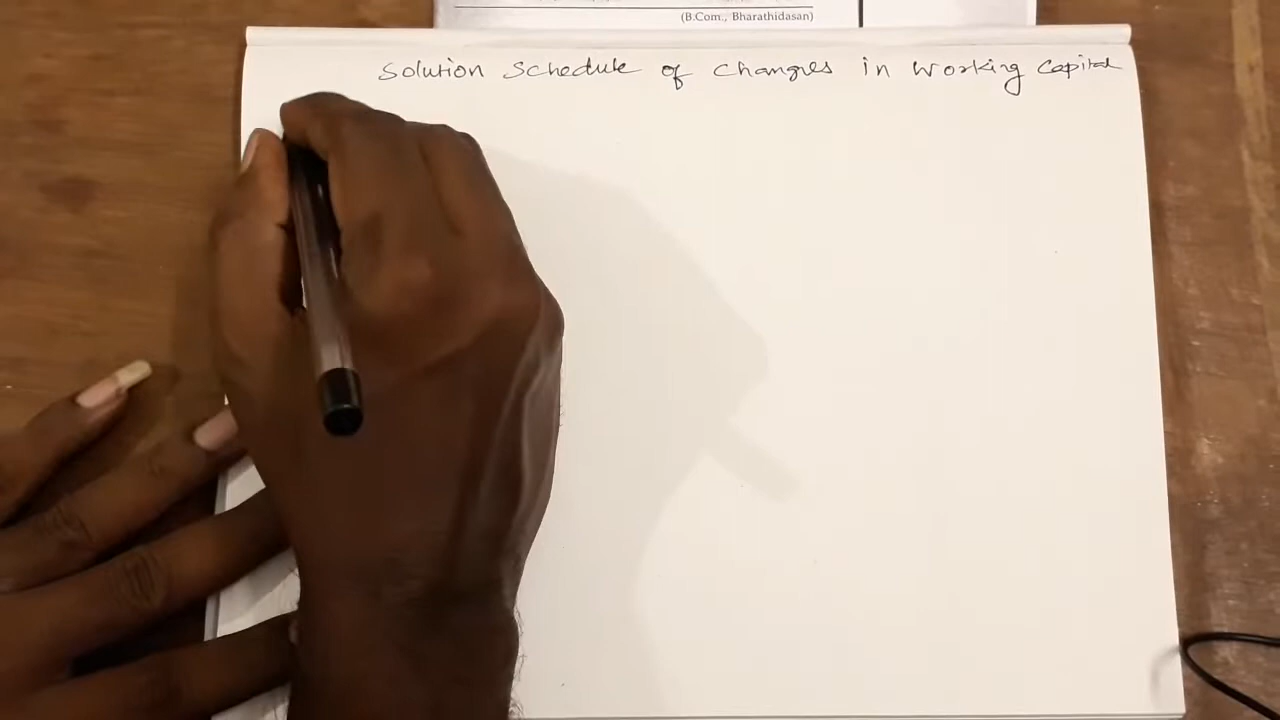 (B.Com., Bharathidasan)
Solution Schedule of Changes in Working Capital